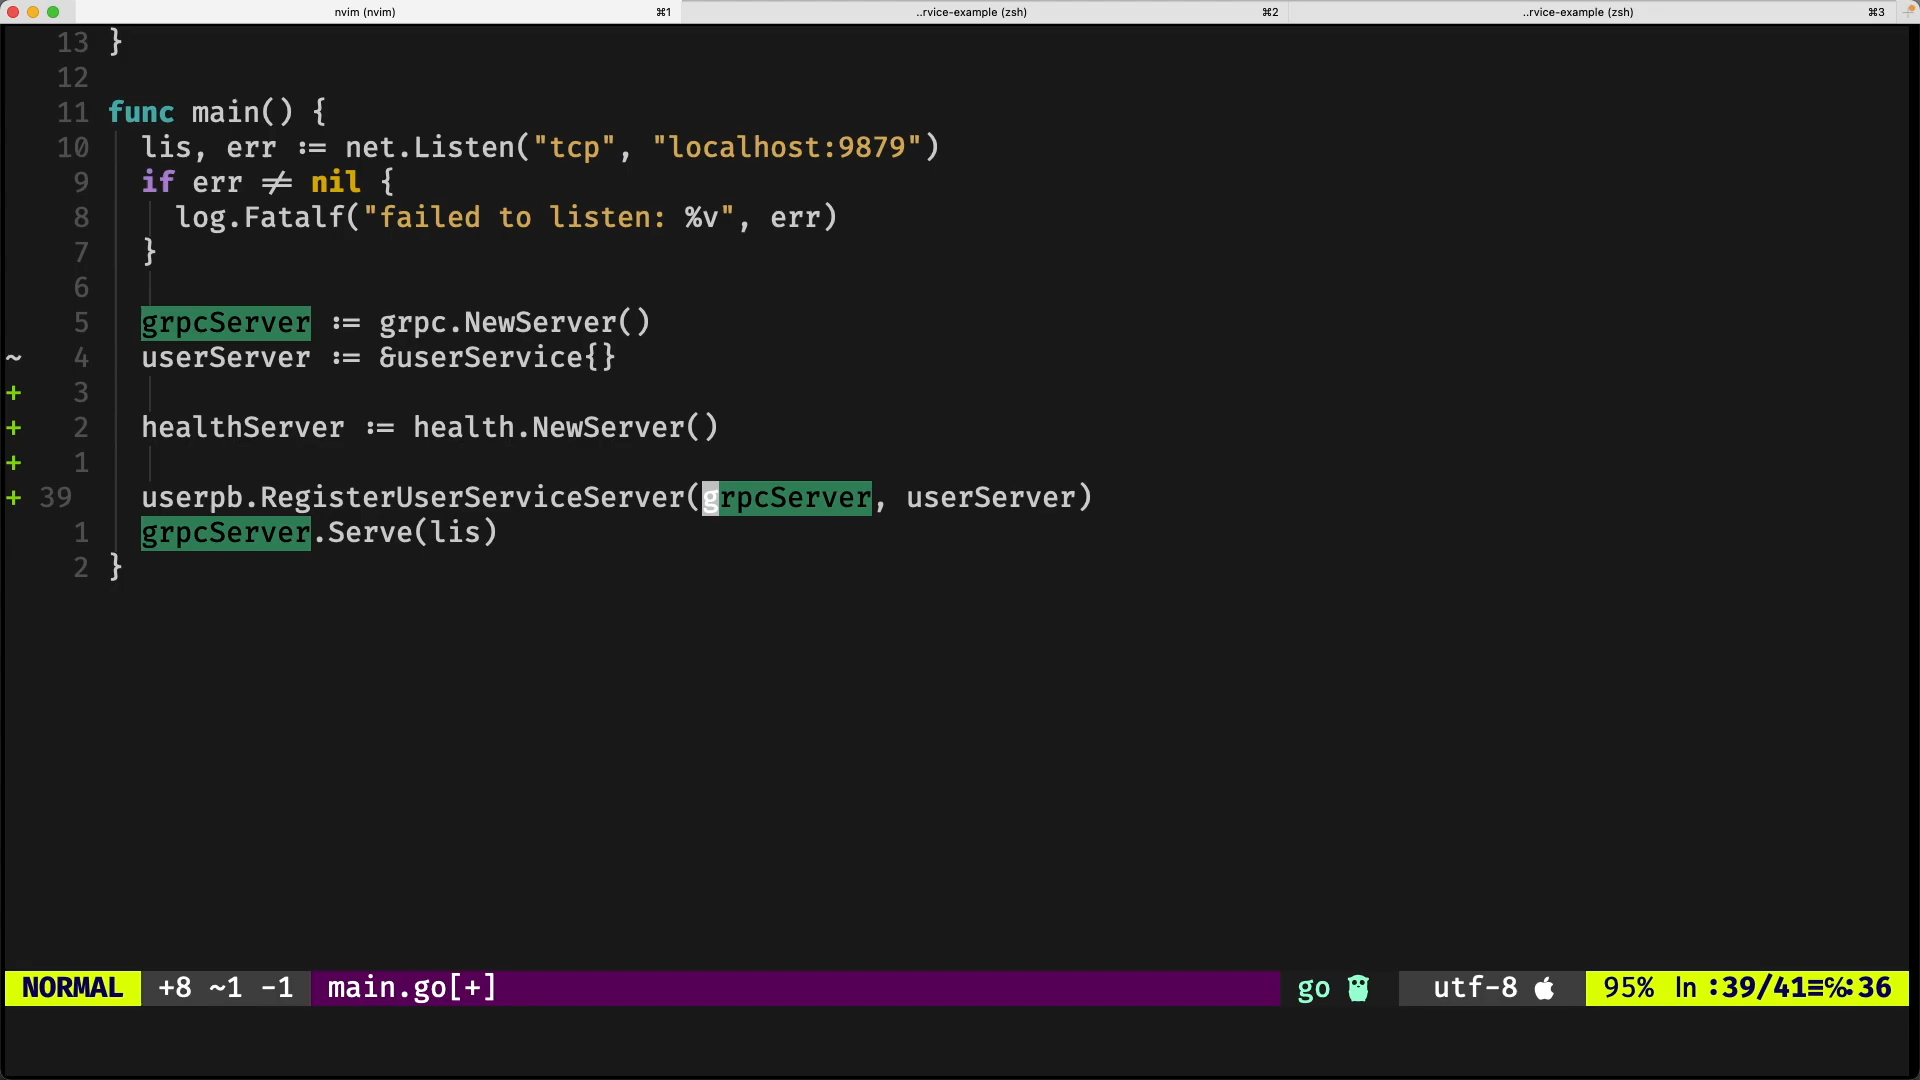 nvim (nvim) ⌘1 ..rvice-example (zsh) ⌘2 ..rvice-example (zsh) ⌘3
13 }
12
11 func main() {
10 lis, err := net.Listen("tcp", "localhost:9879")
9 if err ≠ nil {
8 log.Fatalf("failed to listen: %v", err)
7 }
6
5 grpcServer := grpc.NewServer()
~ 4 userServer := &userService{}
+ 3
+ 2 healthServer := health.NewServer()
+ 1
+ 39 userpb.RegisterUserServiceServer(grpcServer, userServer)
1 grpcServer.Serve(lis)
2 }
NORMAL +8 ~1 -1 main.go[+] go utf-8 95% ln :39/41≡℅:36